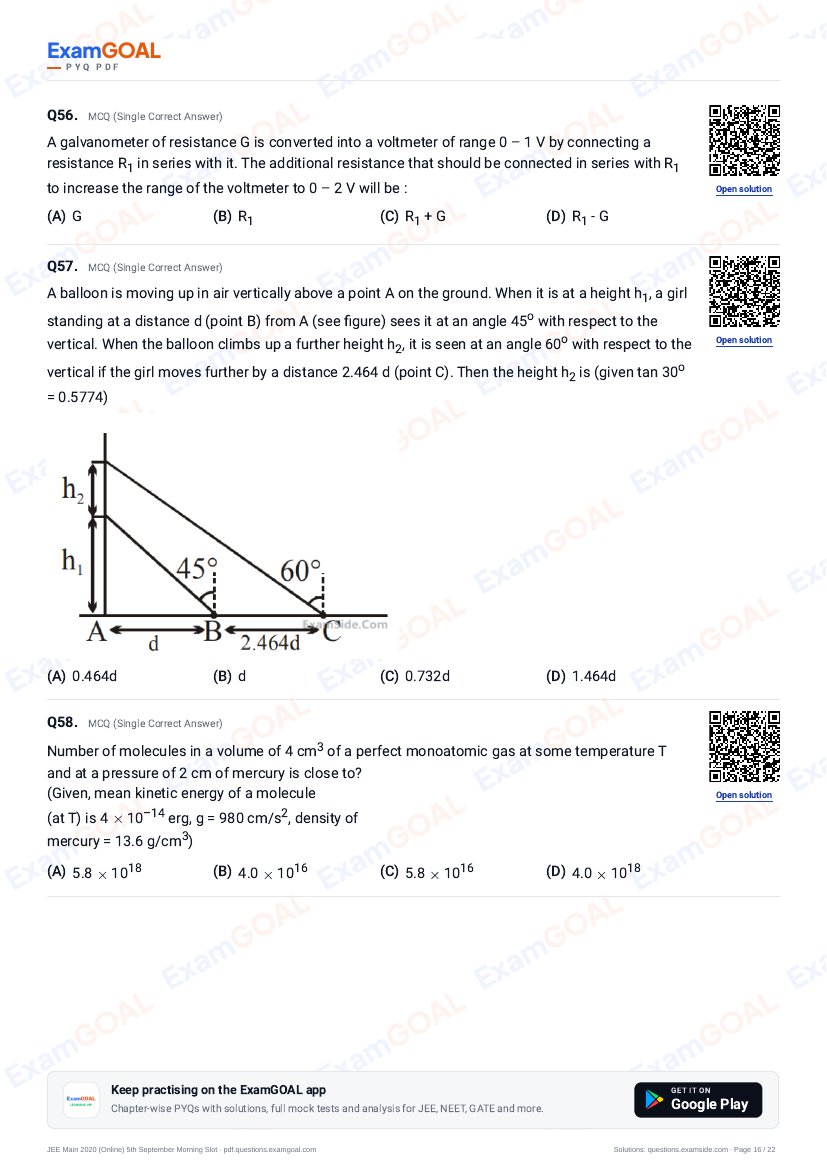 ExamGOAL
PYQ PDF
Q56. MCQ (Single Correct Answer)
A galvanometer of resistance G is converted into a voltmeter of range 0 – 1 V by connecting a
resistance R₁ in series with it. The additional resistance that should be connected in series with R₁
to increase the range of the voltmeter to 0 – 2 V will be :
(A) G (B) R₁ (C) R₁ + G (D) R₁ - G
Open solution
Q57. MCQ (Single Correct Answer)
A balloon is moving up in air vertically above a point A on the ground. When it is at a height h₁, a girl
standing at a distance d (point B) from A (see figure) sees it at an angle 45° with respect to the
vertical. When the balloon climbs up a further height h₂, it is seen at an angle 60° with respect to the
vertical if the girl moves further by a distance 2.464 d (point C). Then the height h₂ is (given tan 30°
= 0.5774)
Open solution
h₂
h₁
45°
60°
ExamSide.Com
A
B
C
d
2.464d
(A) 0.464d (B) d (C) 0.732d (D) 1.464d
Q58. MCQ (Single Correct Answer)
Number of molecules in a volume of 4 cm³ of a perfect monoatomic gas at some temperature T
and at a pressure of 2 cm of mercury is close to?
(Given, mean kinetic energy of a molecule
(at T) is 4 × 10⁻¹⁴ erg, g = 980 cm/s², density of
mercury = 13.6 g/cm³)
Open solution
(A) 5.8 × 10¹⁸ (B) 4.0 × 10¹⁶ (C) 5.8 × 10¹⁶ (D) 4.0 × 10¹⁸
ExamGOAL
Keep practising on the ExamGOAL app
Chapter-wise PYQs with solutions, full mock tests and analysis for JEE, NEET, GATE and more.
GET IT ON
Google Play
JEE Main 2020 (Online) 5th September Morning Slot · pdf.questions.examgoal.com
Solutions: questions.examside.com · Page 16 / 22